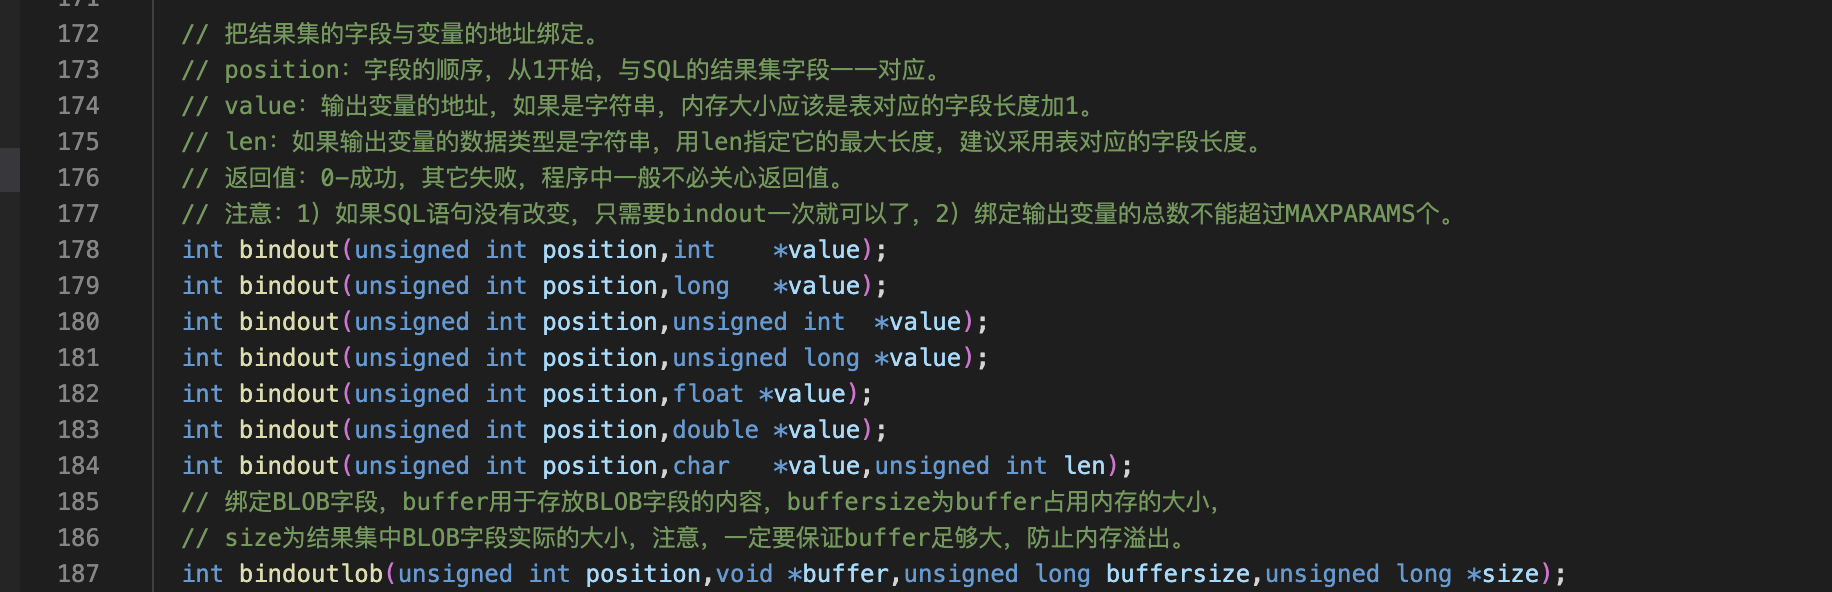 171
172 // 把结果集的字段与变量的地址绑定。
173 // position：字段的顺序，从1开始，与SQL的结果集字段一一对应。
174 // value：输出变量的地址，如果是字符串，内存大小应该是表对应的字段长度加1。
175 // len：如果输出变量的数据类型是字符串，用len指定它的最大长度，建议采用表对应的字段长度。
176 // 返回值：0-成功，其它失败，程序中一般不必关心返回值。
177 // 注意：1）如果SQL语句没有改变，只需要bindout一次就可以了，2）绑定输出变量的总数不能超过MAXPARAMS个。
178 int bindout(unsigned int position,int    *value);
179 int bindout(unsigned int position,long   *value);
180 int bindout(unsigned int position,unsigned int  *value);
181 int bindout(unsigned int position,unsigned long *value);
182 int bindout(unsigned int position,float *value);
183 int bindout(unsigned int position,double *value);
184 int bindout(unsigned int position,char   *value,unsigned int len);
185 // 绑定BLOB字段，buffer用于存放BLOB字段的内容，buffersize为buffer占用内存的大小，
186 // size为结果集中BLOB字段实际的大小，注意，一定要保证buffer足够大，防止内存溢出。
187 int bindoutlob(unsigned int position,void *buffer,unsigned long buffersize,unsigned long *size);